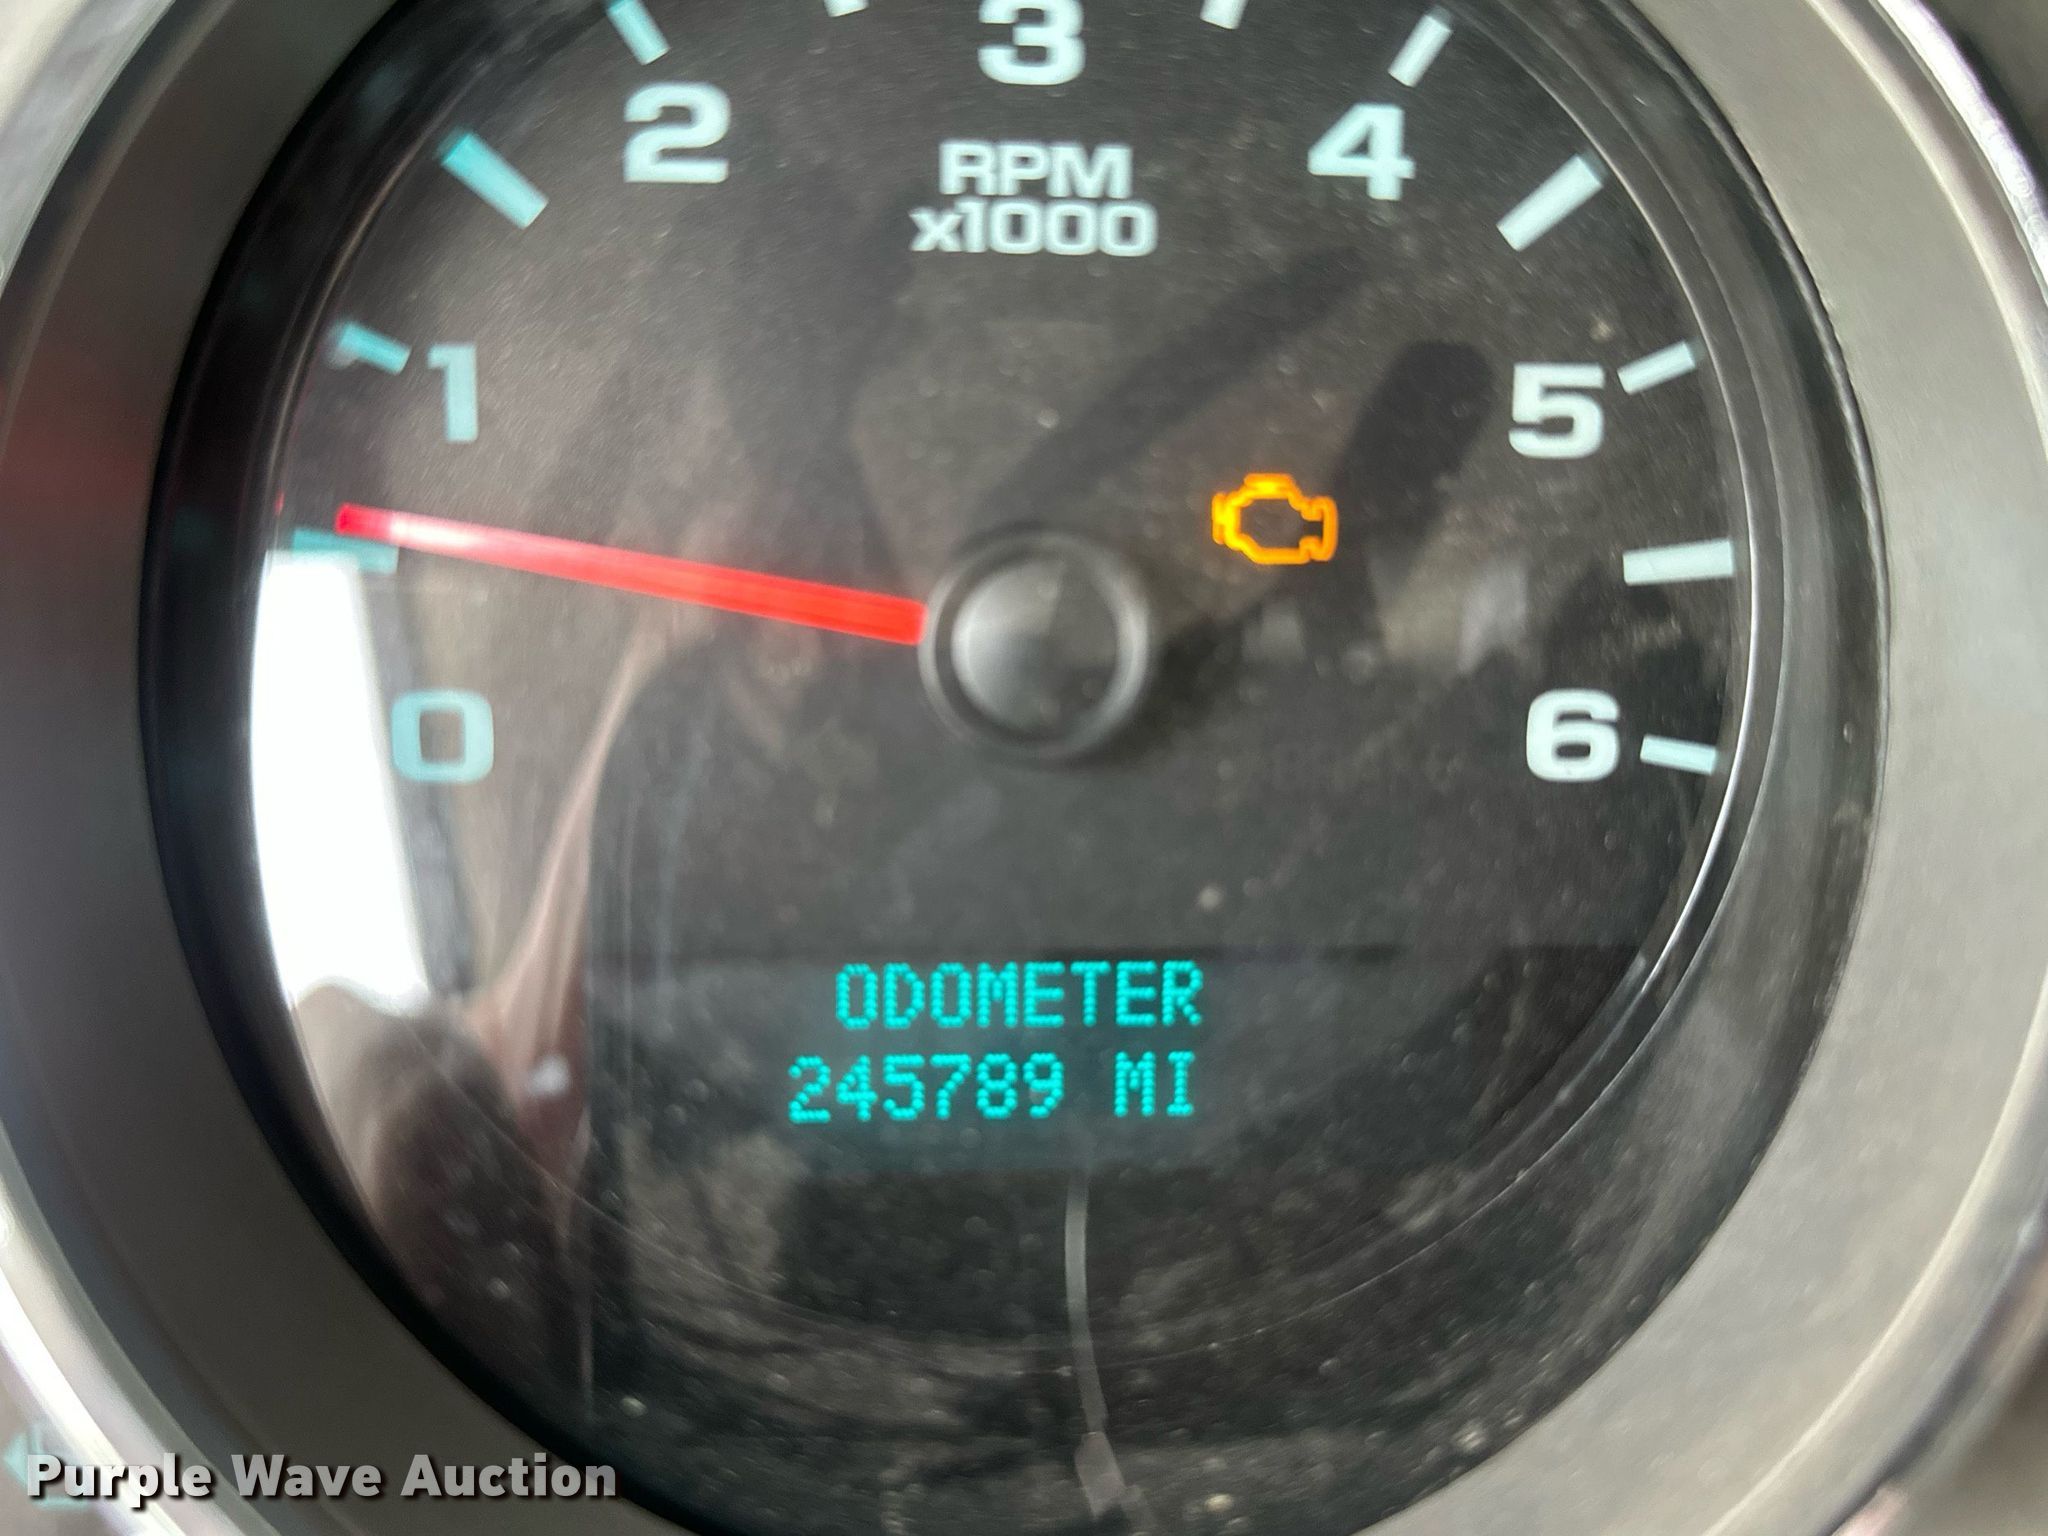 3
2
4
RPM
x1000
1
5
0
6
ODOMETER
245789 MI
Purple Wave Auction